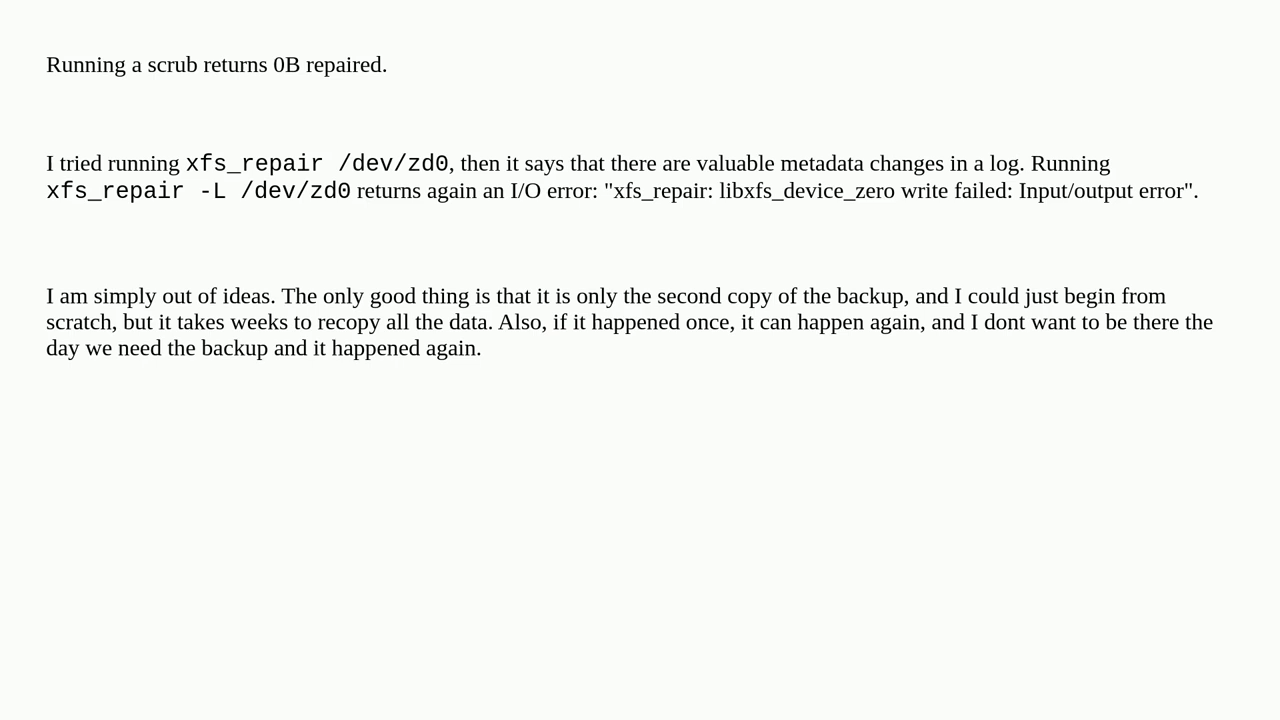 Running a scrub returns 0B repaired.
I tried running xfs_repair /dev/zd0, then it says that there are valuable metadata changes in a log. Running
xfs_repair -L /dev/zd0 returns again an I/O error: "xfs_repair: libxfs_device_zero write failed: Input/output error".
I am simply out of ideas. The only good thing is that it is only the second copy of the backup, and I could just begin from
scratch, but it takes weeks to recopy all the data. Also, if it happened once, it can happen again, and I dont want to be there the
day we need the backup and it happened again.